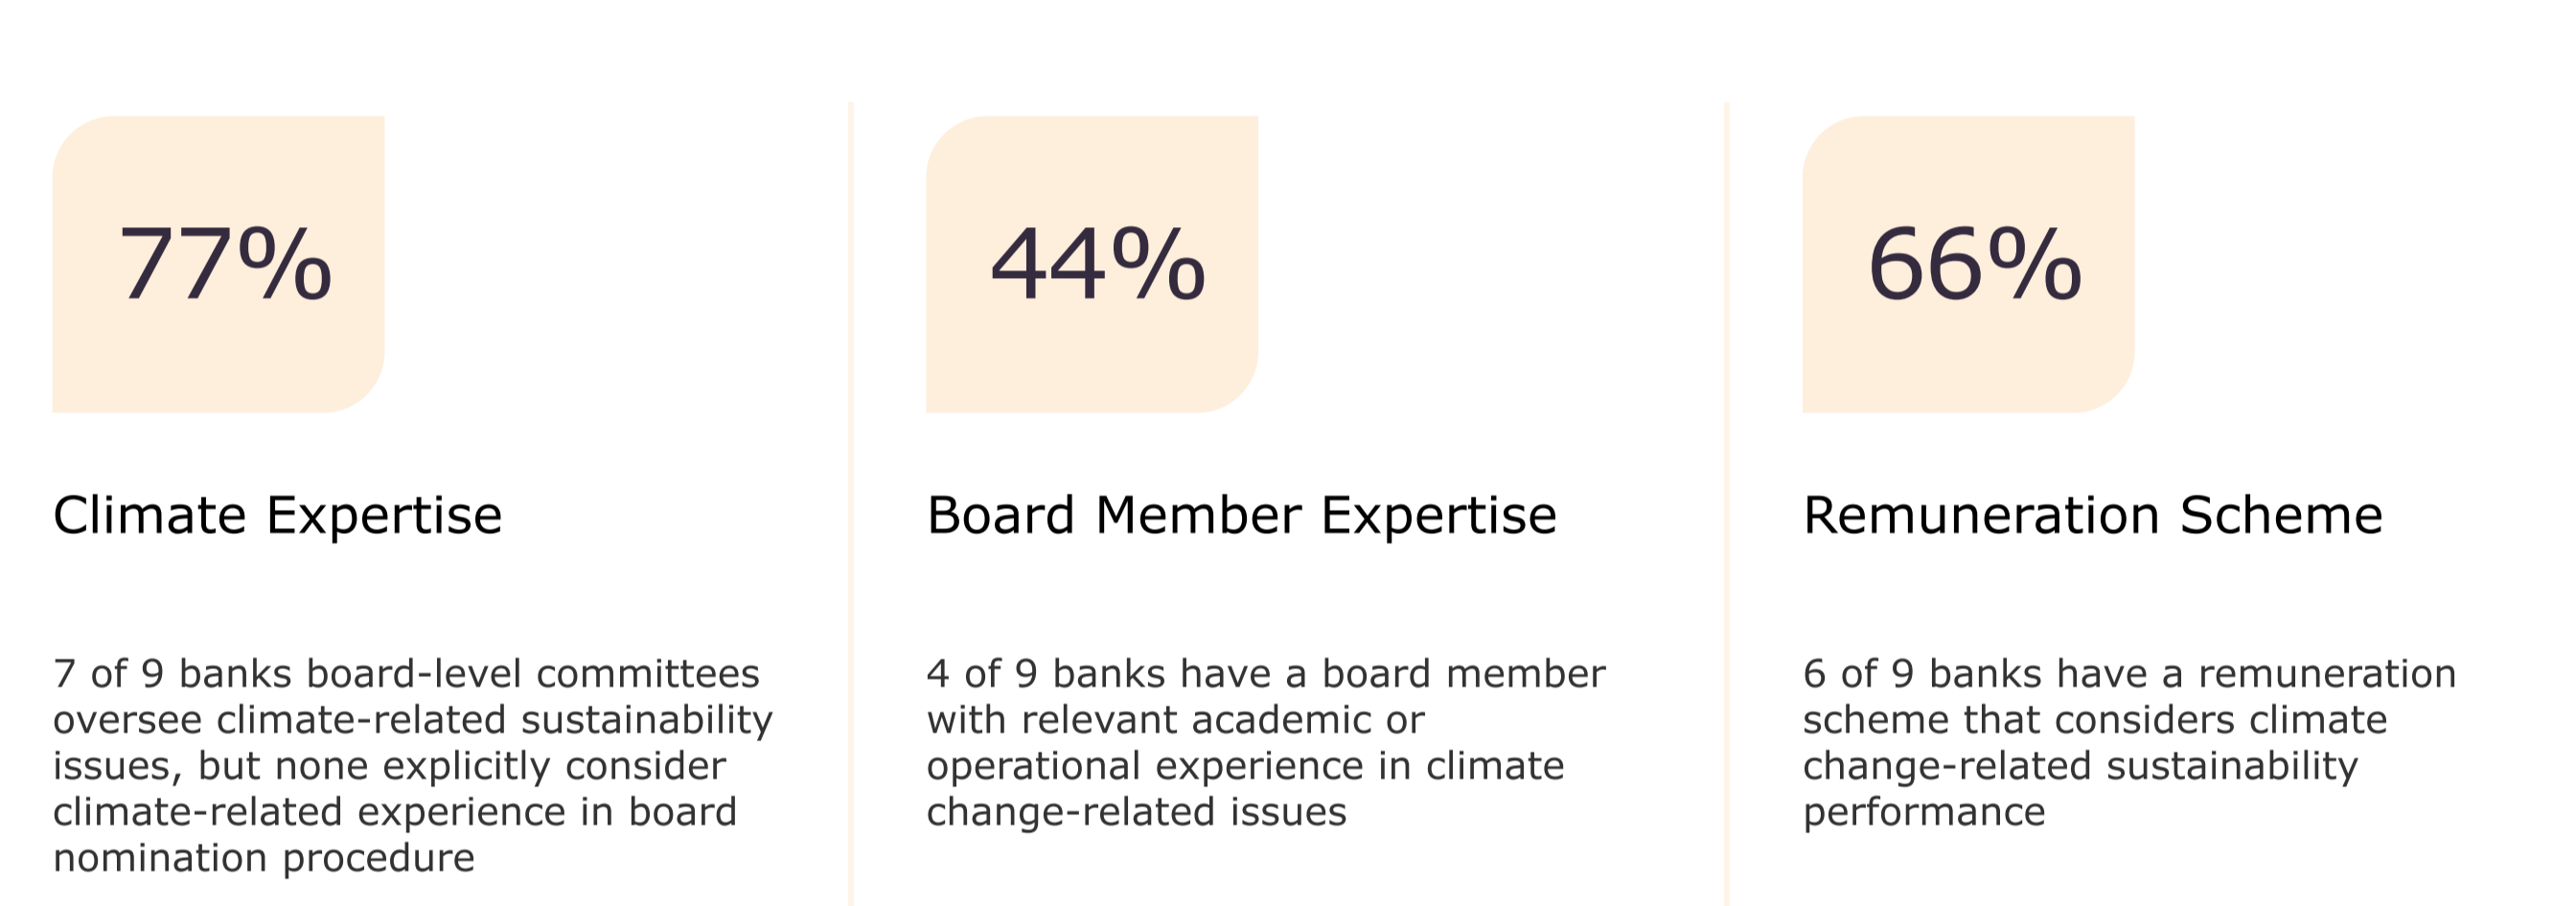 77%
Climate Expertise
7 of 9 banks board-level committees
oversee climate-related sustainability
issues, but none explicitly consider
climate-related experience in board
nomination procedure
44%
Board Member Expertise
4 of 9 banks have a board member
with relevant academic or
operational experience in climate
change-related issues
66%
Remuneration Scheme
6 of 9 banks have a remuneration
scheme that considers climate
change-related sustainability
performance